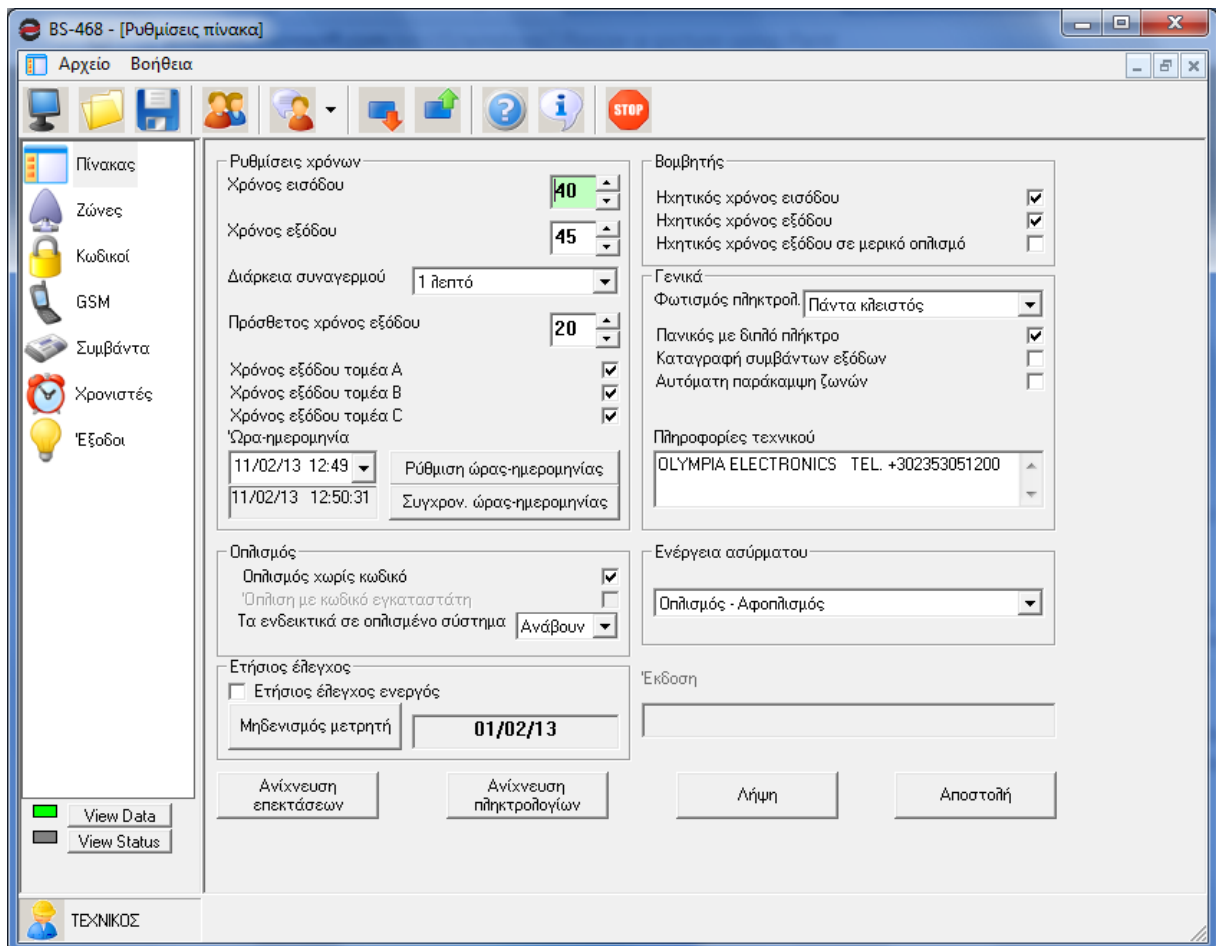 BS-468 - [Ρυθμίσεις πίνακα]
Αρχείο Βοήθεια
STOP
Πίνακας
Ζώνες
Κωδικοί
GSM
Συμβάντα
Χρονιστές
Έξοδοι
View Data
View Status
ΤΕΧΝΙΚΟΣ
Ρυθμίσεις χρόνων
Χρόνος εισόδου 40
Χρόνος εξόδου 45
Διάρκεια συναγερμού 1 λεπτό
Πρόσθετος χρόνος εξόδου 20
Χρόνος εξόδου τομέα A
Χρόνος εξόδου τομέα B
Χρόνος εξόδου τομέα C
Ώρα-ημερομηνία
11/02/13 12:49 Ρύθμιση ώρας-ημερομηνίας
11/02/13 12:50:31 Συγχρον. ώρας-ημερομηνίας
Οπλισμός
Οπλισμός χωρίς κωδικό
Όπλιση με κωδικό εγκαταστάτη
Τα ενδεικτικά σε οπλισμένο σύστημα Ανάβουν
Ετήσιος έλεγχος
Ετήσιος έλεγχος ενεργός
Μηδενισμός μετρητή 01/02/13
Βομβητής
Ηχητικός χρόνος εισόδου
Ηχητικός χρόνος εξόδου
Ηχητικός χρόνος εξόδου σε μερικό οπλισμό
Γενικά
Φωτισμός πληκτρολ. Πάντα κλειστός
Πανικός με διπλό πλήκτρο
Καταγραφή συμβάντων εξόδων
Αυτόματη παράκαμψη ζωνών
Πληροφορίες τεχνικού
OLYMPIA ELECTRONICS TEL. +302353051200
Ενέργεια ασύρματου
Οπλισμός - Αφοπλισμός
Έκδοση
Ανίχνευση
επεκτάσεων
Ανίχνευση
πληκτρολογίων
Λήψη
Αποστολή